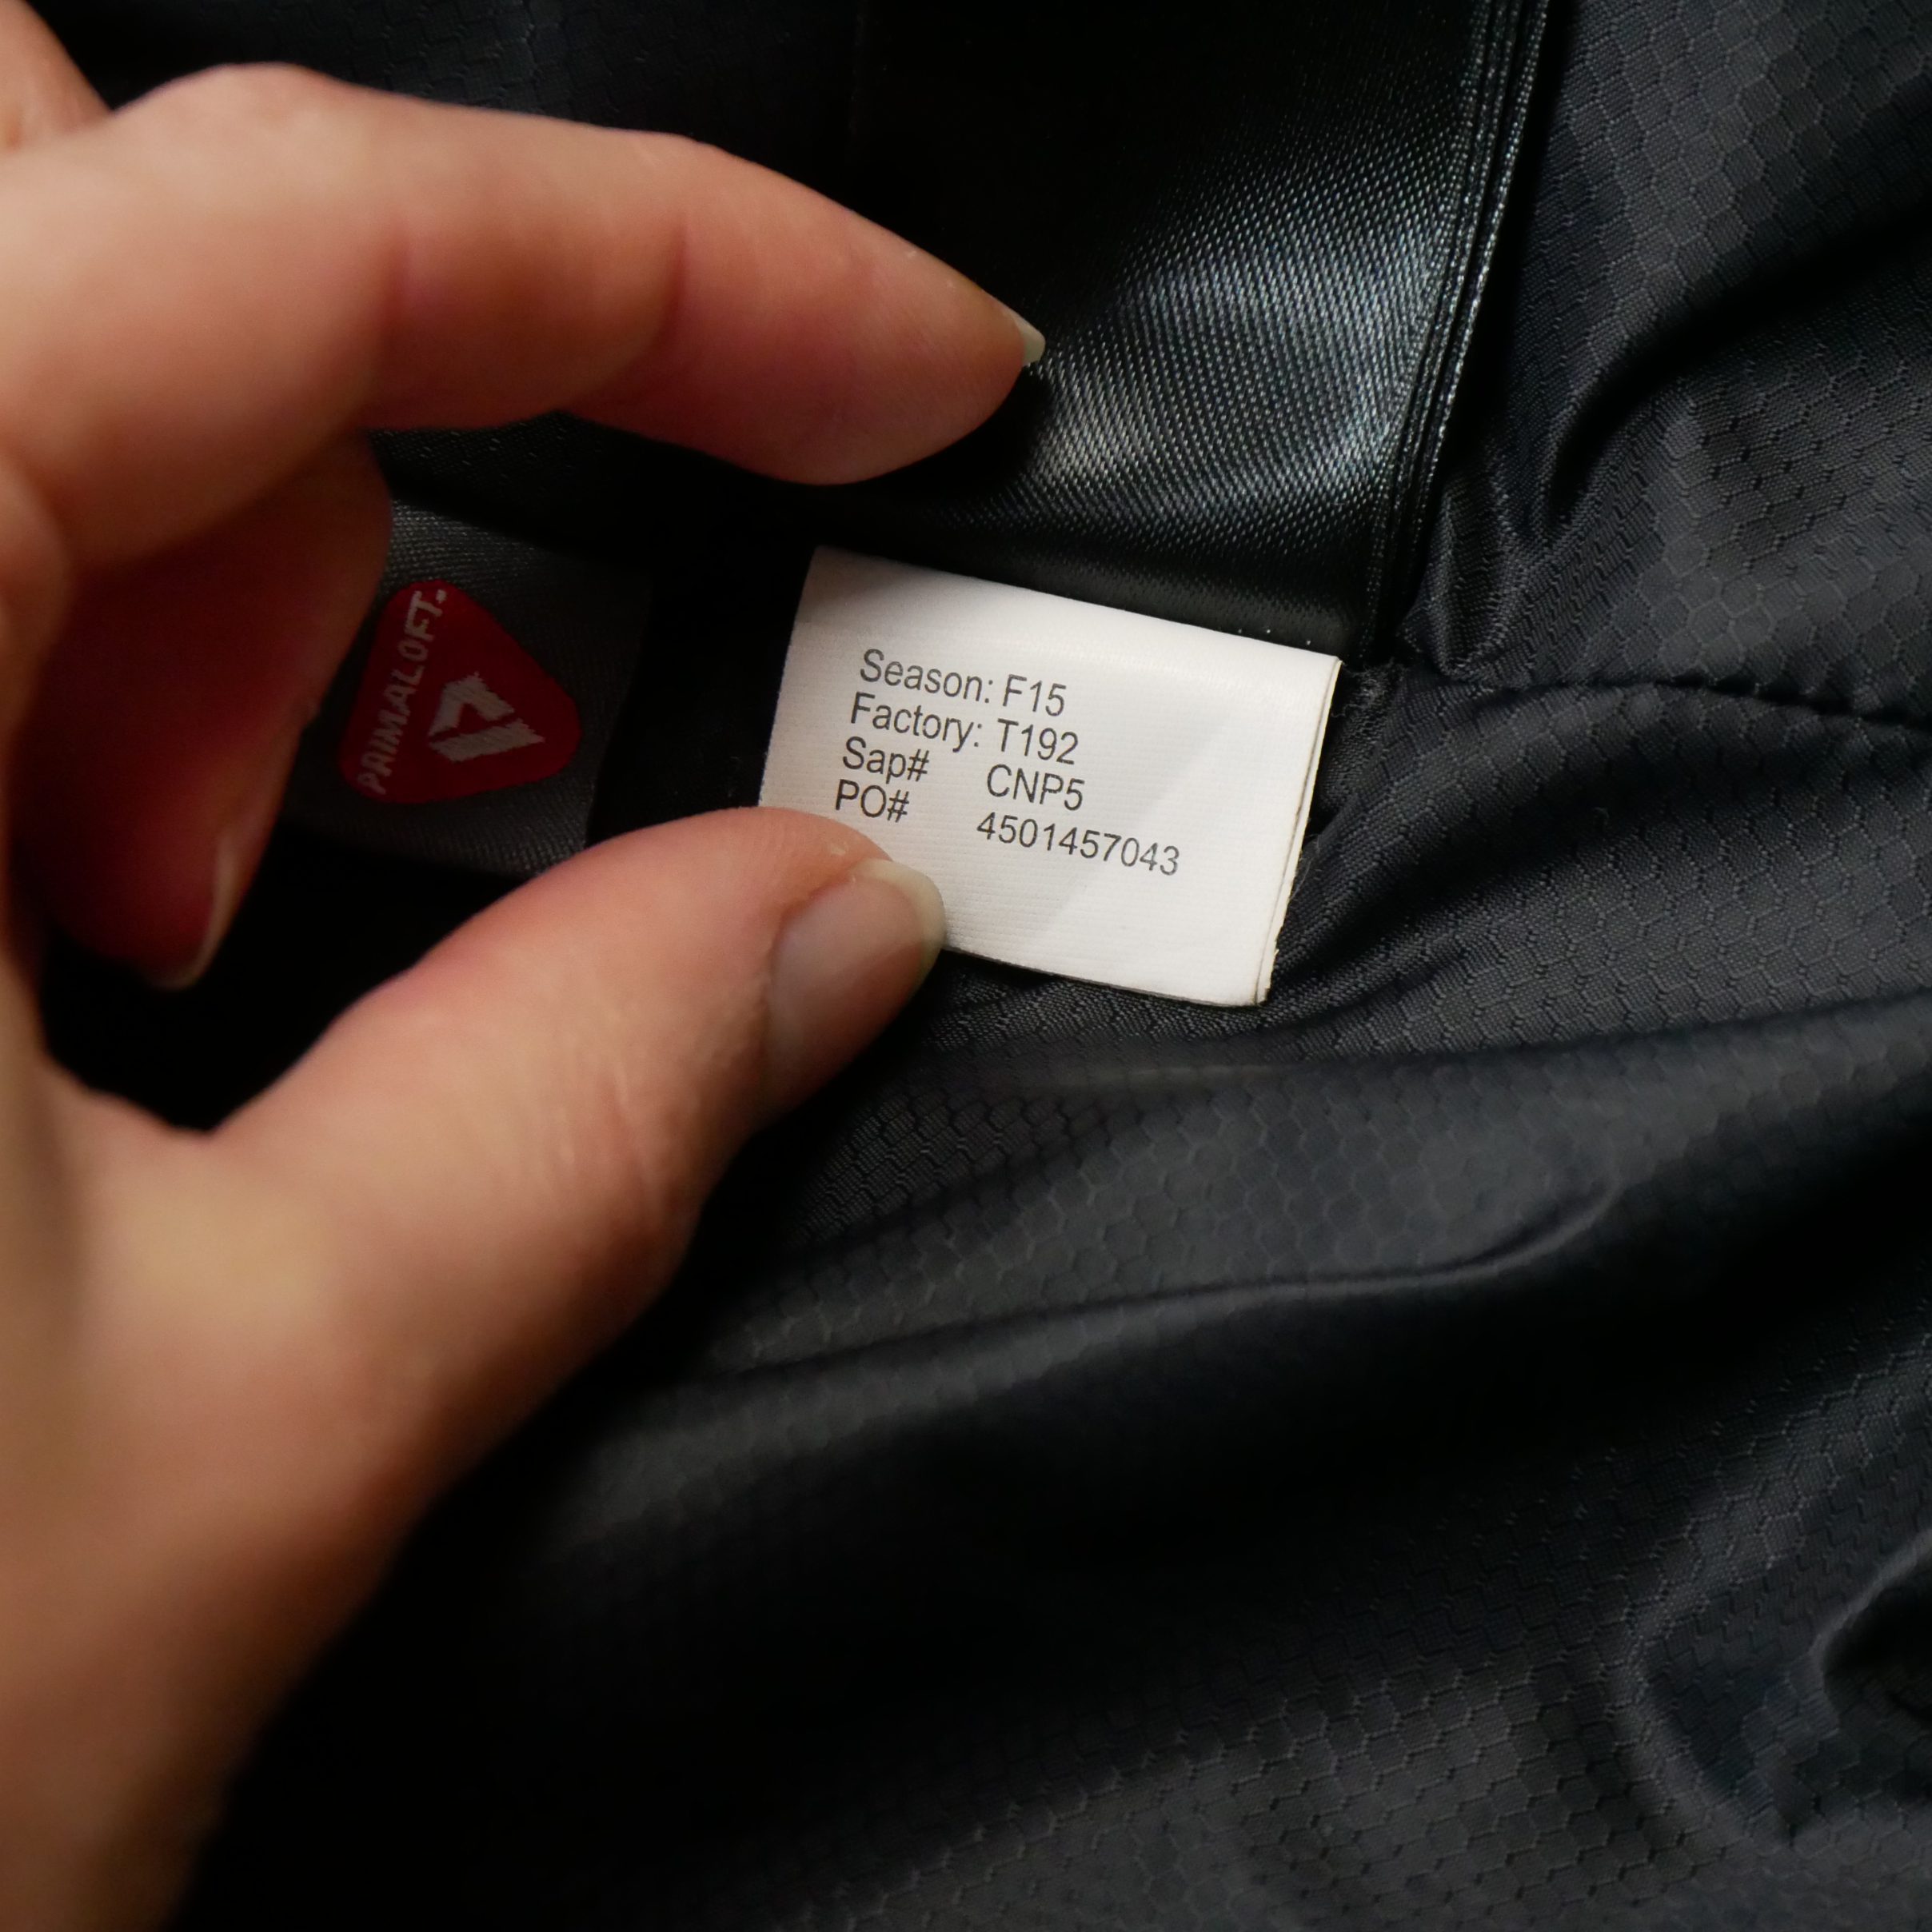 PRIMALOFT.
Season: F15
Factory: T192
Sap# CNP5
PO# 4501457043